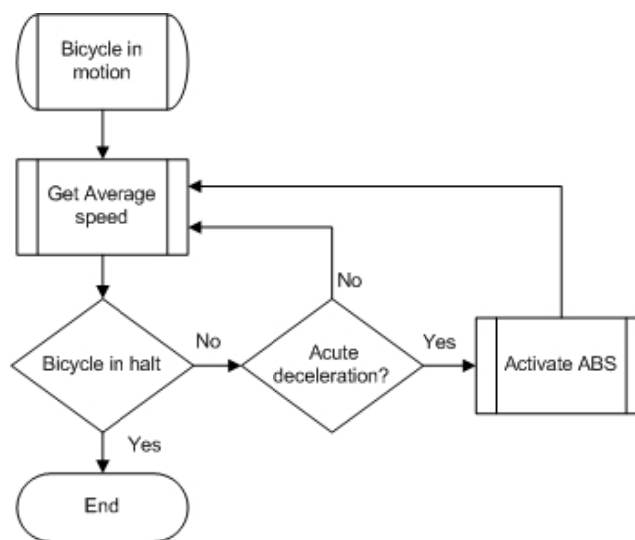 Bicycle in
motion
Get Average
speed
Bicycle in halt
No
Acute
deceleration?
No
Yes
Activate ABS
Yes
End